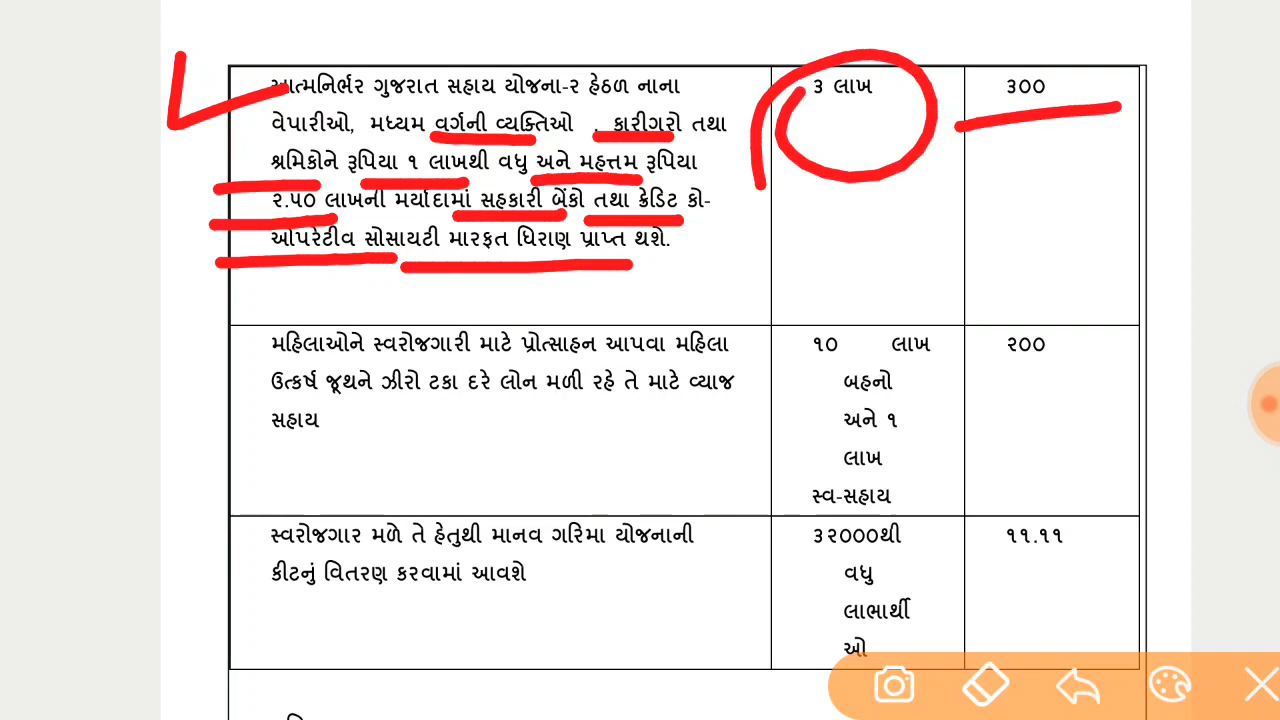 આત્મનિર્ભર ગુજરાત સહાય યોજના-ર હેઠળ નાના
વેપારીઓ, મધ્યમ વર્ગની વ્યક્તિઓ , કારીગરો તથા
શ્રમિકોને રૂપિયા ૧ લાખથી વધુ અને મહત્તમ રૂપિયા
૨.૫૦ લાખની મર્યાદામાં સહકારી બેંકો તથા ક્રેડિટ કો-
ઓપરેટીવ સોસાયટી મારફત ધિરાણ પ્રાપ્ત થશે.
૩ લાખ
૩૦૦
મહિલાઓને સ્વરોજગારી માટે પ્રોત્સાહન આપવા મહિલા
ઉત્કર્ષ જૂથને ઝીરો ટકા દરે લોન મળી રહે તે માટે વ્યાજ
સહાય
૧૦ લાખ
બહનો
અને ૧
લાખ
સ્વ-સહાય
૨૦૦
સ્વરોજગાર મળે તે હેતુથી માનવ ગરિમા યોજનાની
કીટનું વિતરણ કરવામાં આવશે
૩૨૦૦૦થી
વધુ
લાભાર્થી
ઓ
૧૧.૧૧